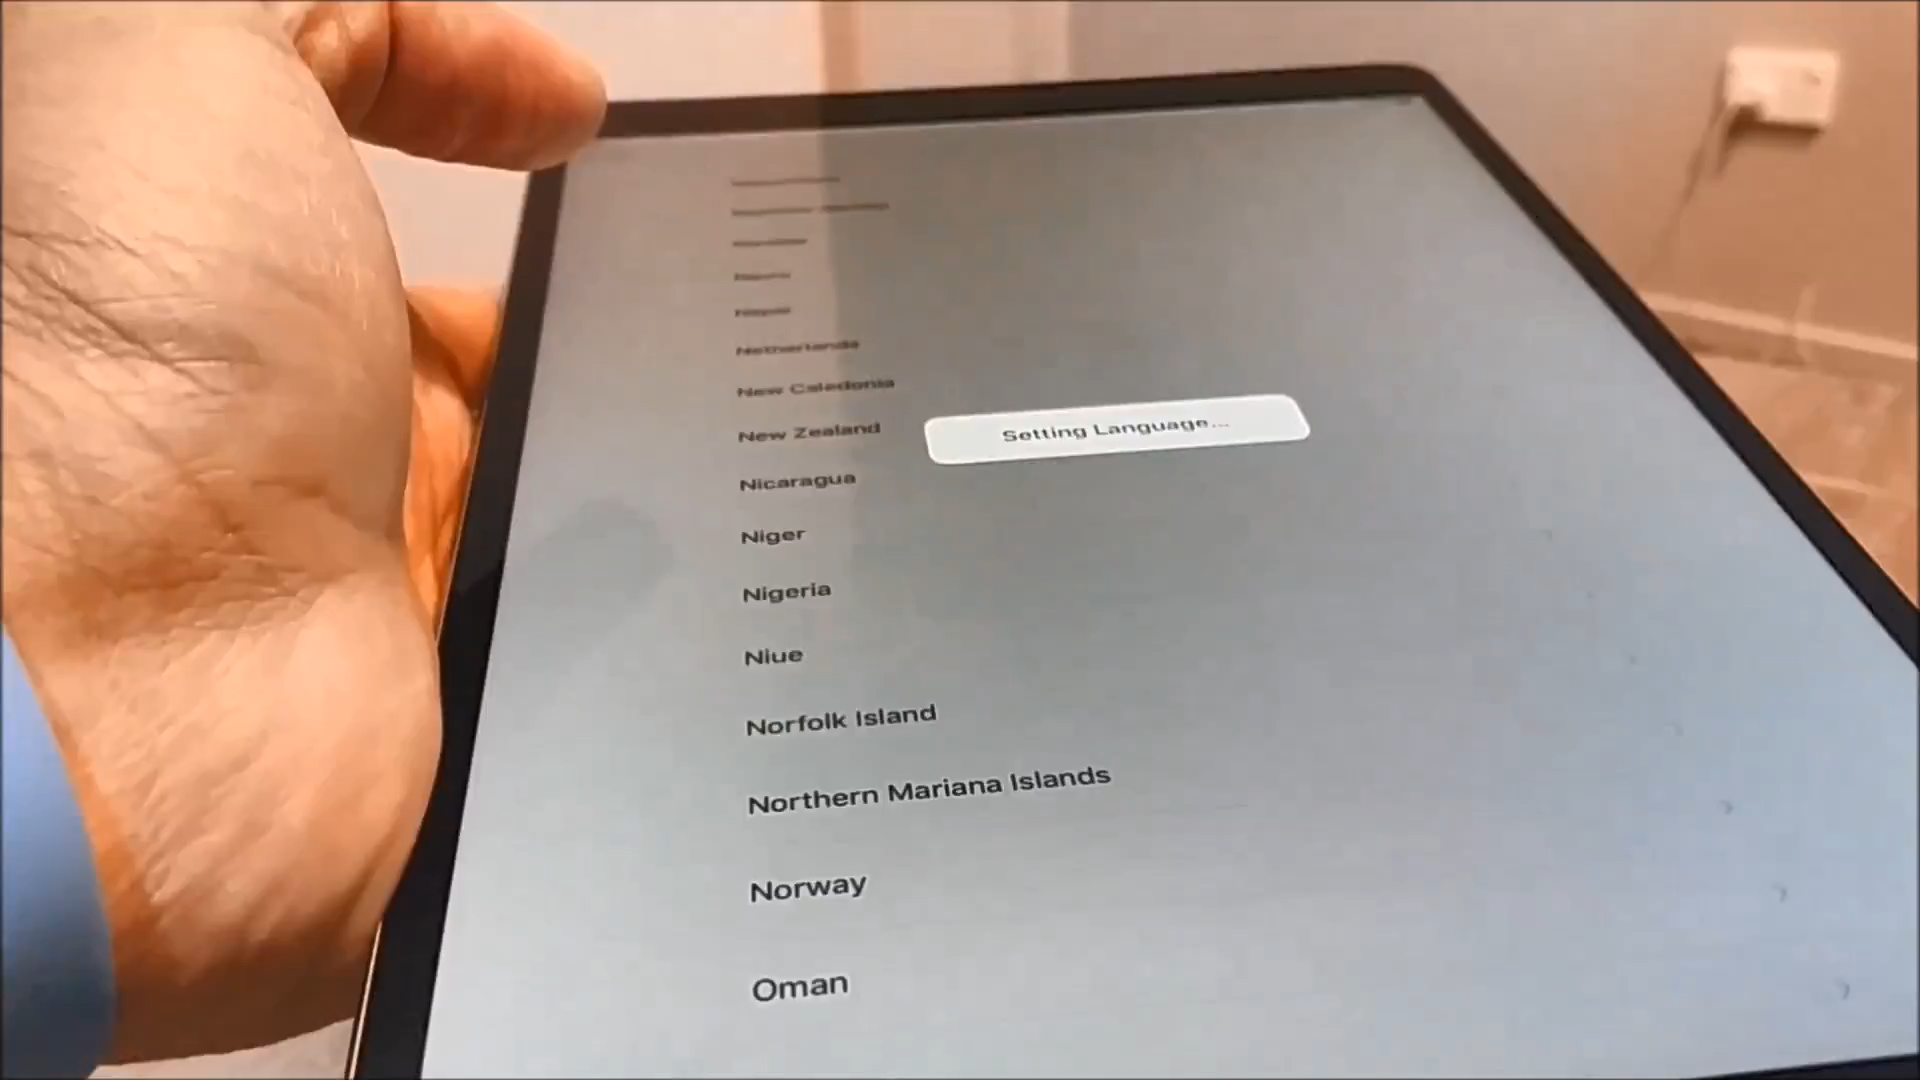 Netherlands
New Caledonia
New Zealand
Setting Language...
Nicaragua
Niger
Nigeria
Niue
Norfolk Island
Northern Mariana Islands
Norway
Oman